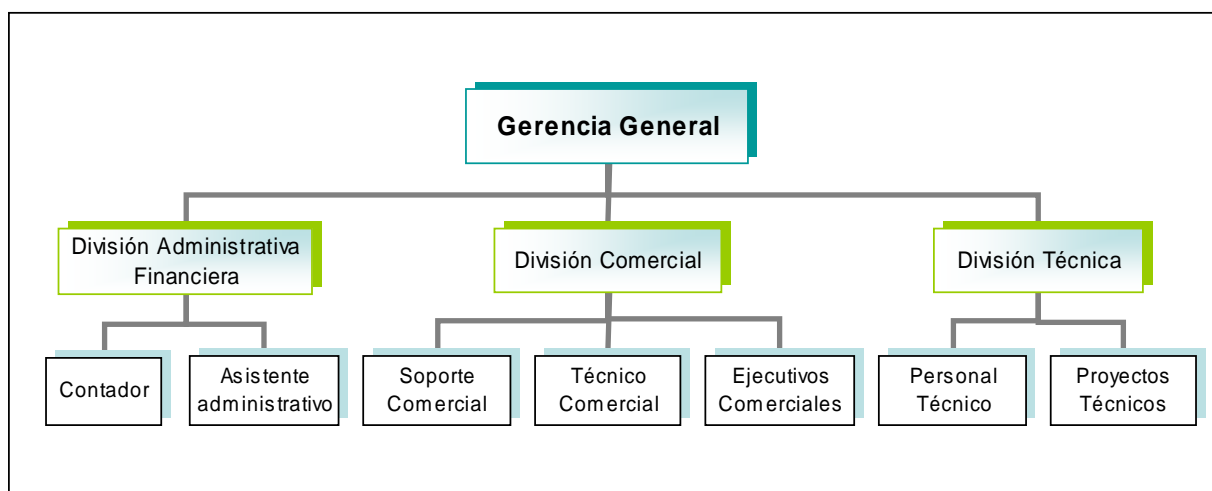 Gerencia General
División Administrativa
Financiera
División Comercial
División Técnica
Contador
Asistente
administrativo
Soporte
Comercial
Técnico
Comercial
Ejecutivos
Comerciales
Personal
Técnico
Proyectos
Técnicos